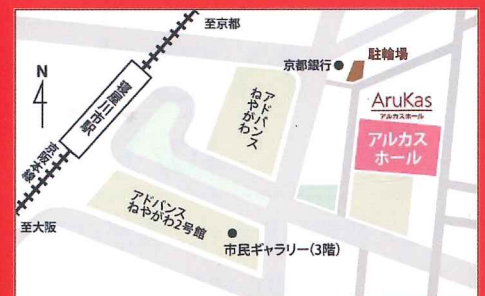 至京都
京都銀行
駐輪場
N
寝屋川市駅
アドバンス
ねやがわ
AruKas
アルカスホール
アルカス
ホール
京阪本線
アドバンス
ねやがわ2号館
至大阪
市民ギャラリー(3階)